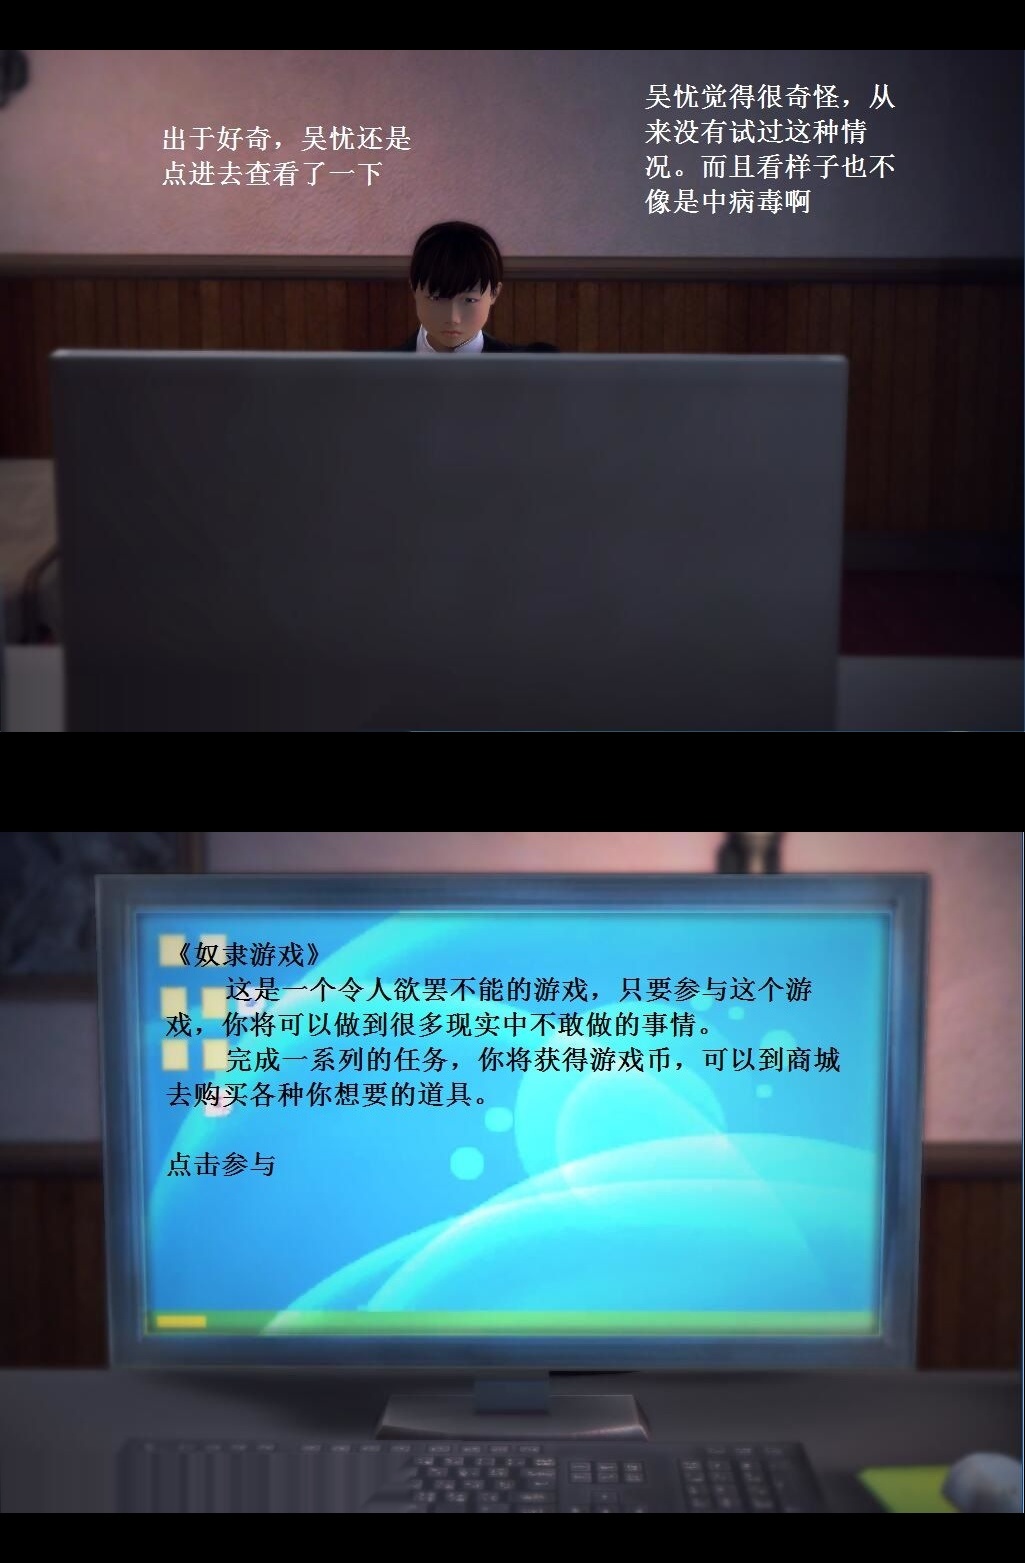 吴忧觉得很奇怪，从
来没有试过这种情
况。而且看样子也不
像是中病毒啊
出于好奇，吴忧还是
点进去查看了一下
《奴隶游戏》
这是一个令人欲罢不能的游戏，只要参与这个游
戏，你将可以做到很多现实中不敢做的事情。
完成一系列的任务，你将获得游戏币，可以到商城
去购买各种你想要的道具。
点击参与